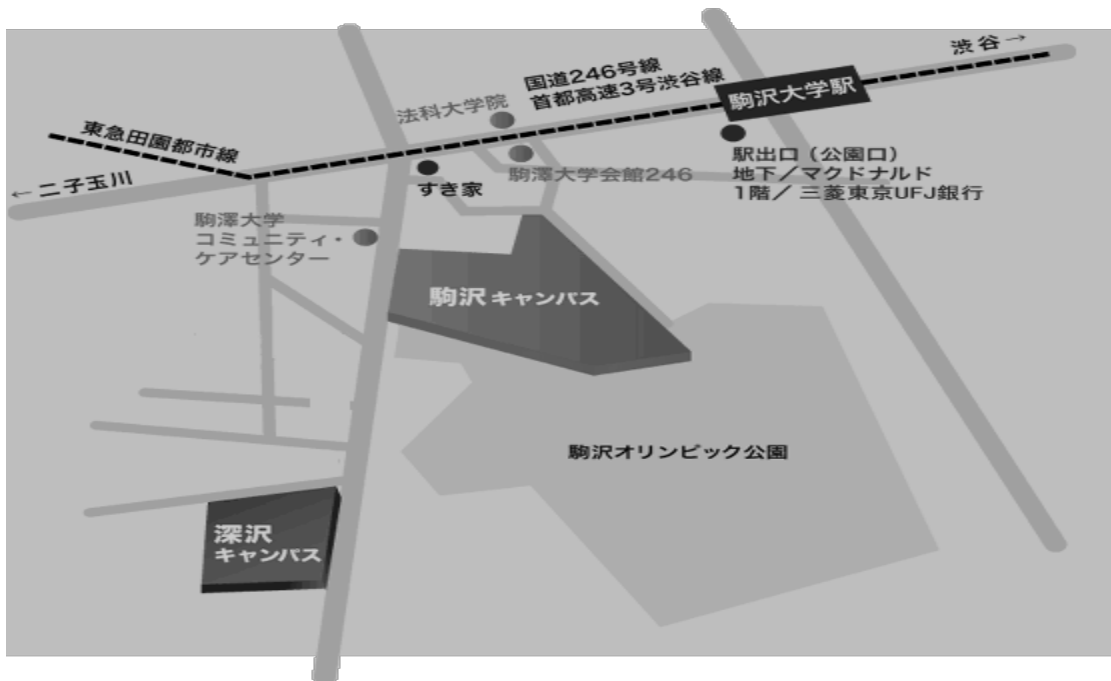 渋谷→
国道246号線
首都高速3号渋谷線
駒沢大学駅
法科大学院
東急田園都市線
駅出口（公園口）
地下／マクドナルド
1階／三菱東京UFJ銀行
駒澤大学会館246
すき家
←二子玉川
駒澤大学
コミュニティ・
ケアセンター
駒沢キャンパス
駒沢オリンピック公園
深沢
キャンパス